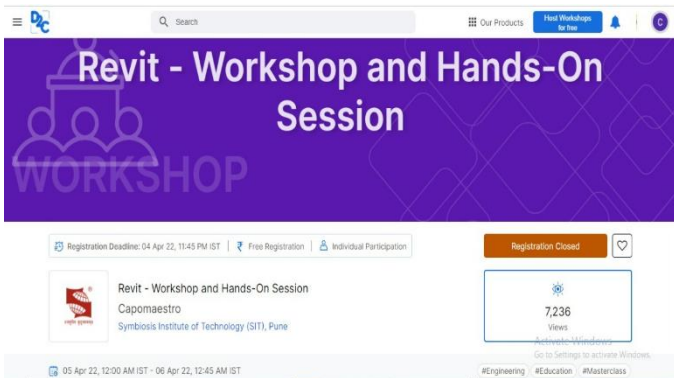 D2C
Search
Our Products
Host Workshops
for free
C
Revit - Workshop and Hands-On
Session
WORKSHOP
Registration Deadline: 04 Apr 22, 11:45 PM IST | ₹ Free Registration | Individual Participation
Registration Closed
Revit - Workshop and Hands-On Session
Capomaestro
Symbiosis Institute of Technology (SIT), Pune
7,236
Views
Activate Windows
Go to Settings to activate Windows.
05 Apr 22, 12:00 AM IST - 06 Apr 22, 12:45 AM IST
#Engineering #Education #Masterclass